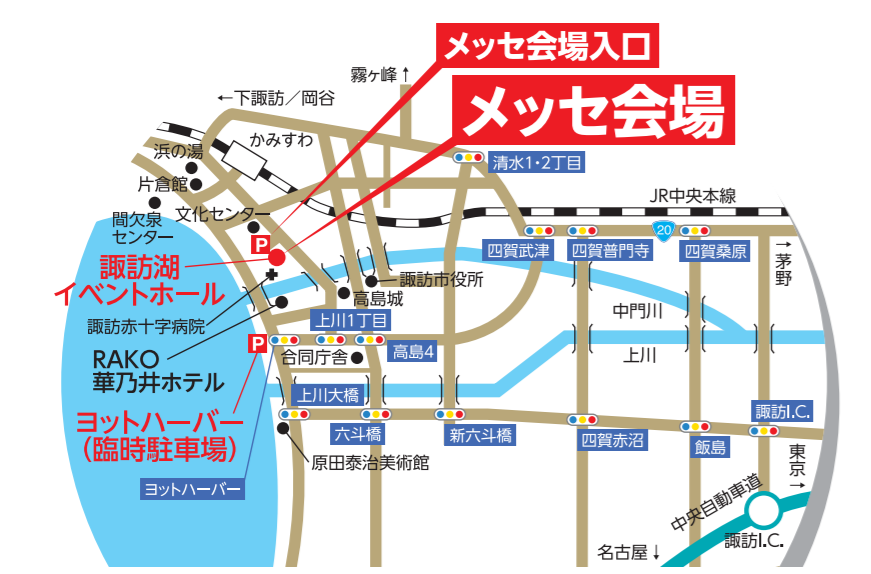 メッセ会場入口
霧ヶ峰↑
メッセ会場
←下諏訪／岡谷
かみすわ
浜の湯
清水1・2丁目
片倉館
JR中央本線
間欠泉
センター
文化センター
P
20
四賀武津
四賀普門寺
四賀桑原
→
茅野
諏訪湖
イベントホール
諏訪市役所
高島城
中門川
諏訪赤十字病院
上川1丁目
P
高島4
上川
RAKO
華乃井ホテル
合同庁舎
上川大橋
諏訪I.C.
ヨットハーバー
（臨時駐車場）
六斗橋
新六斗橋
四賀赤沼
飯島
原田泰治美術館
東京
→
ヨットハーバー
中央自動車道
諏訪I.C.
名古屋↓